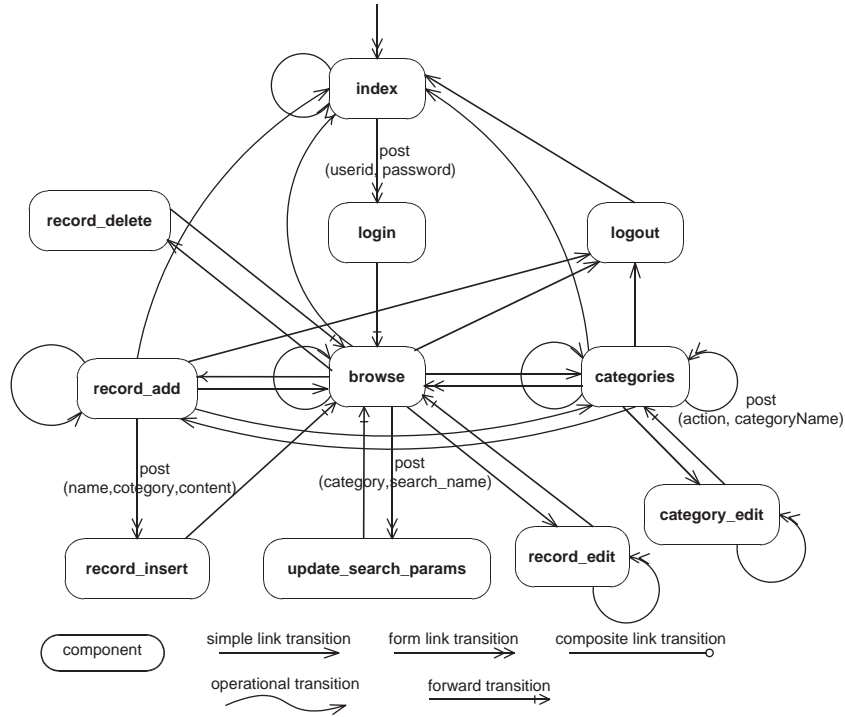 index
post
(userid, password)
record_delete
login
logout
record_add
browse
categories
post
(action, categoryName)
post
(name,cotegory,content)
post
(category,search_name)
category_edit
record_insert
update_search_params
record_edit
component
simple link transition
form link transition
composite link transition
operational transition
forward transition